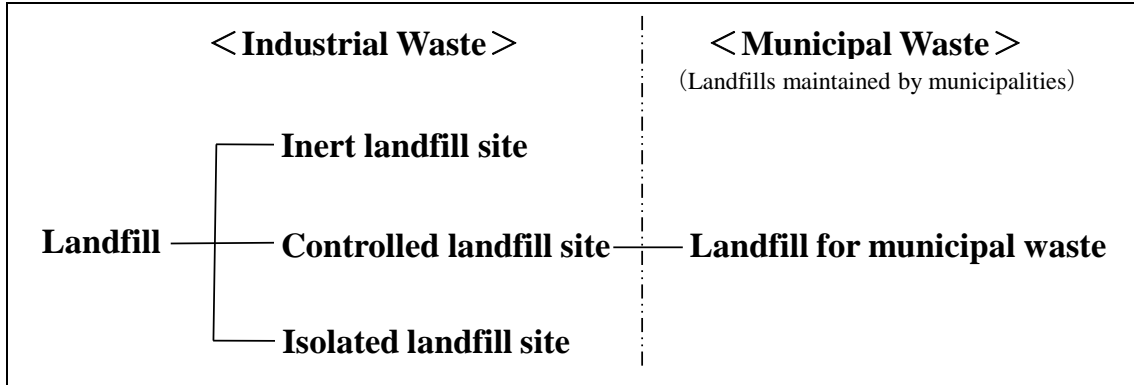 ＜Industrial Waste＞
＜Municipal Waste＞
（Landfills maintained by municipalities）
Inert landfill site
Landfill
Controlled landfill site
Landfill for municipal waste
Isolated landfill site